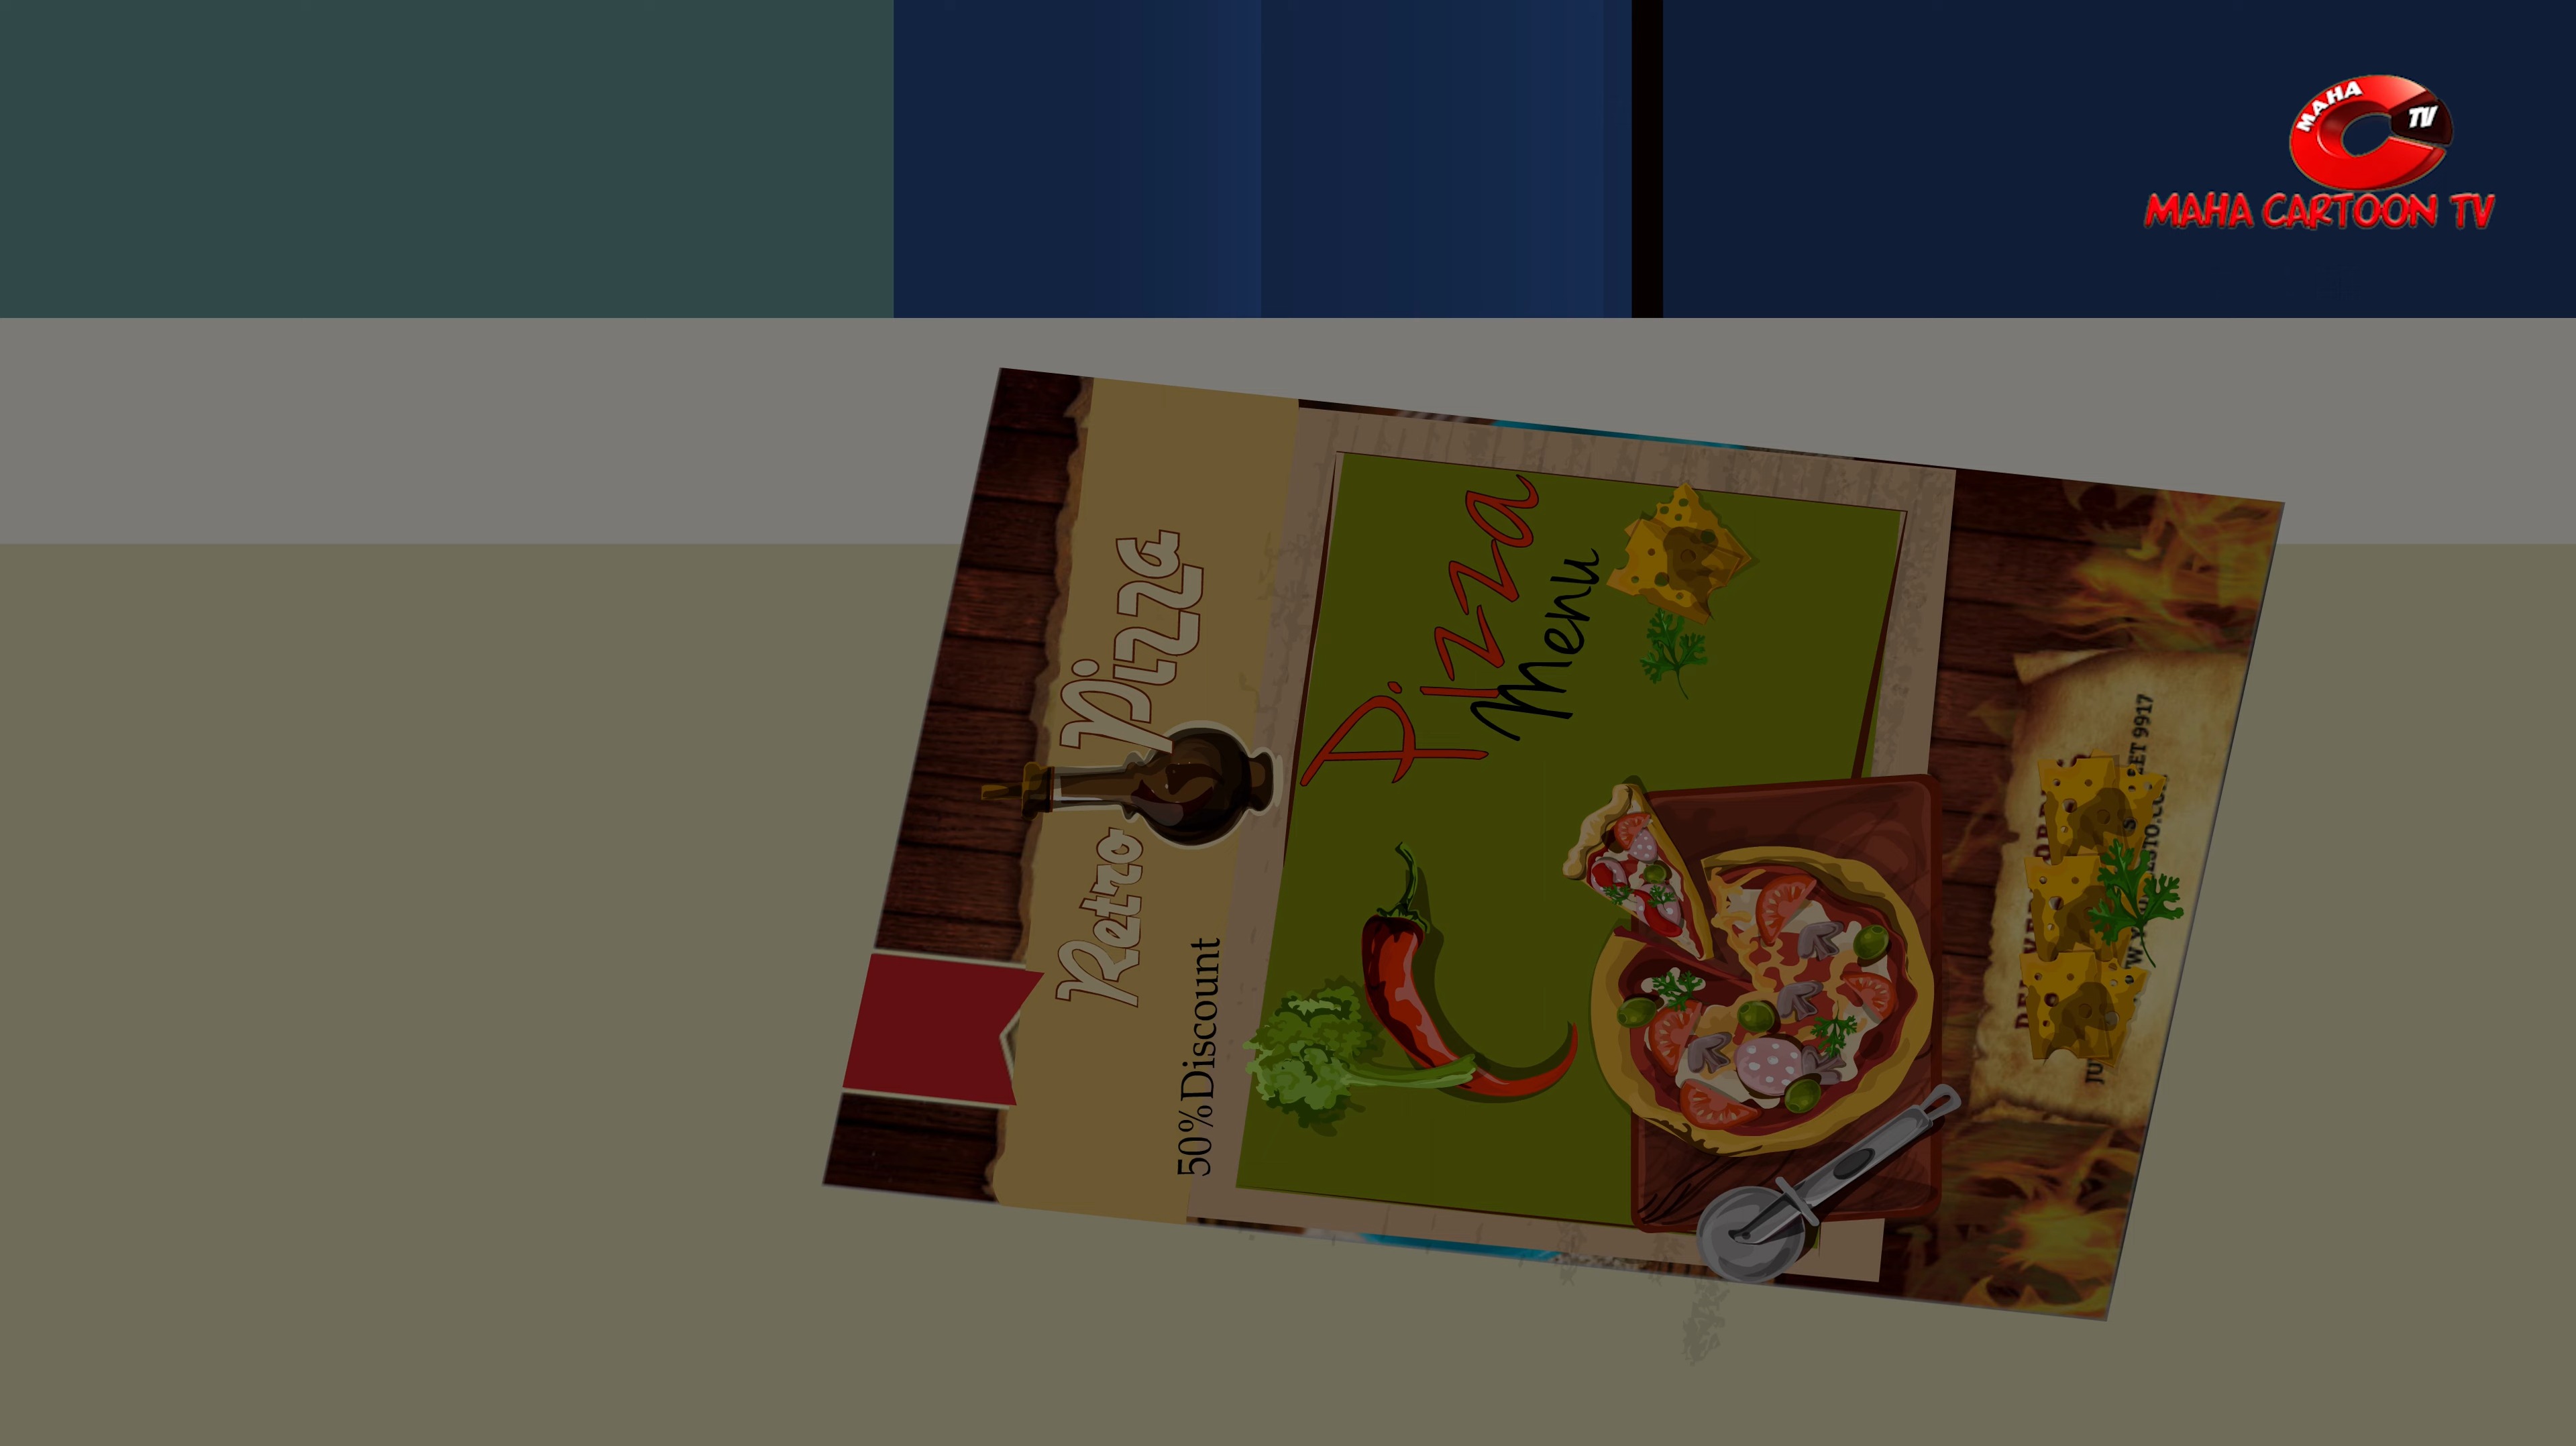 MAHA
TV
MAHA CARTOON TV
Retro Pizza
50% Discount
Pizza
Menu